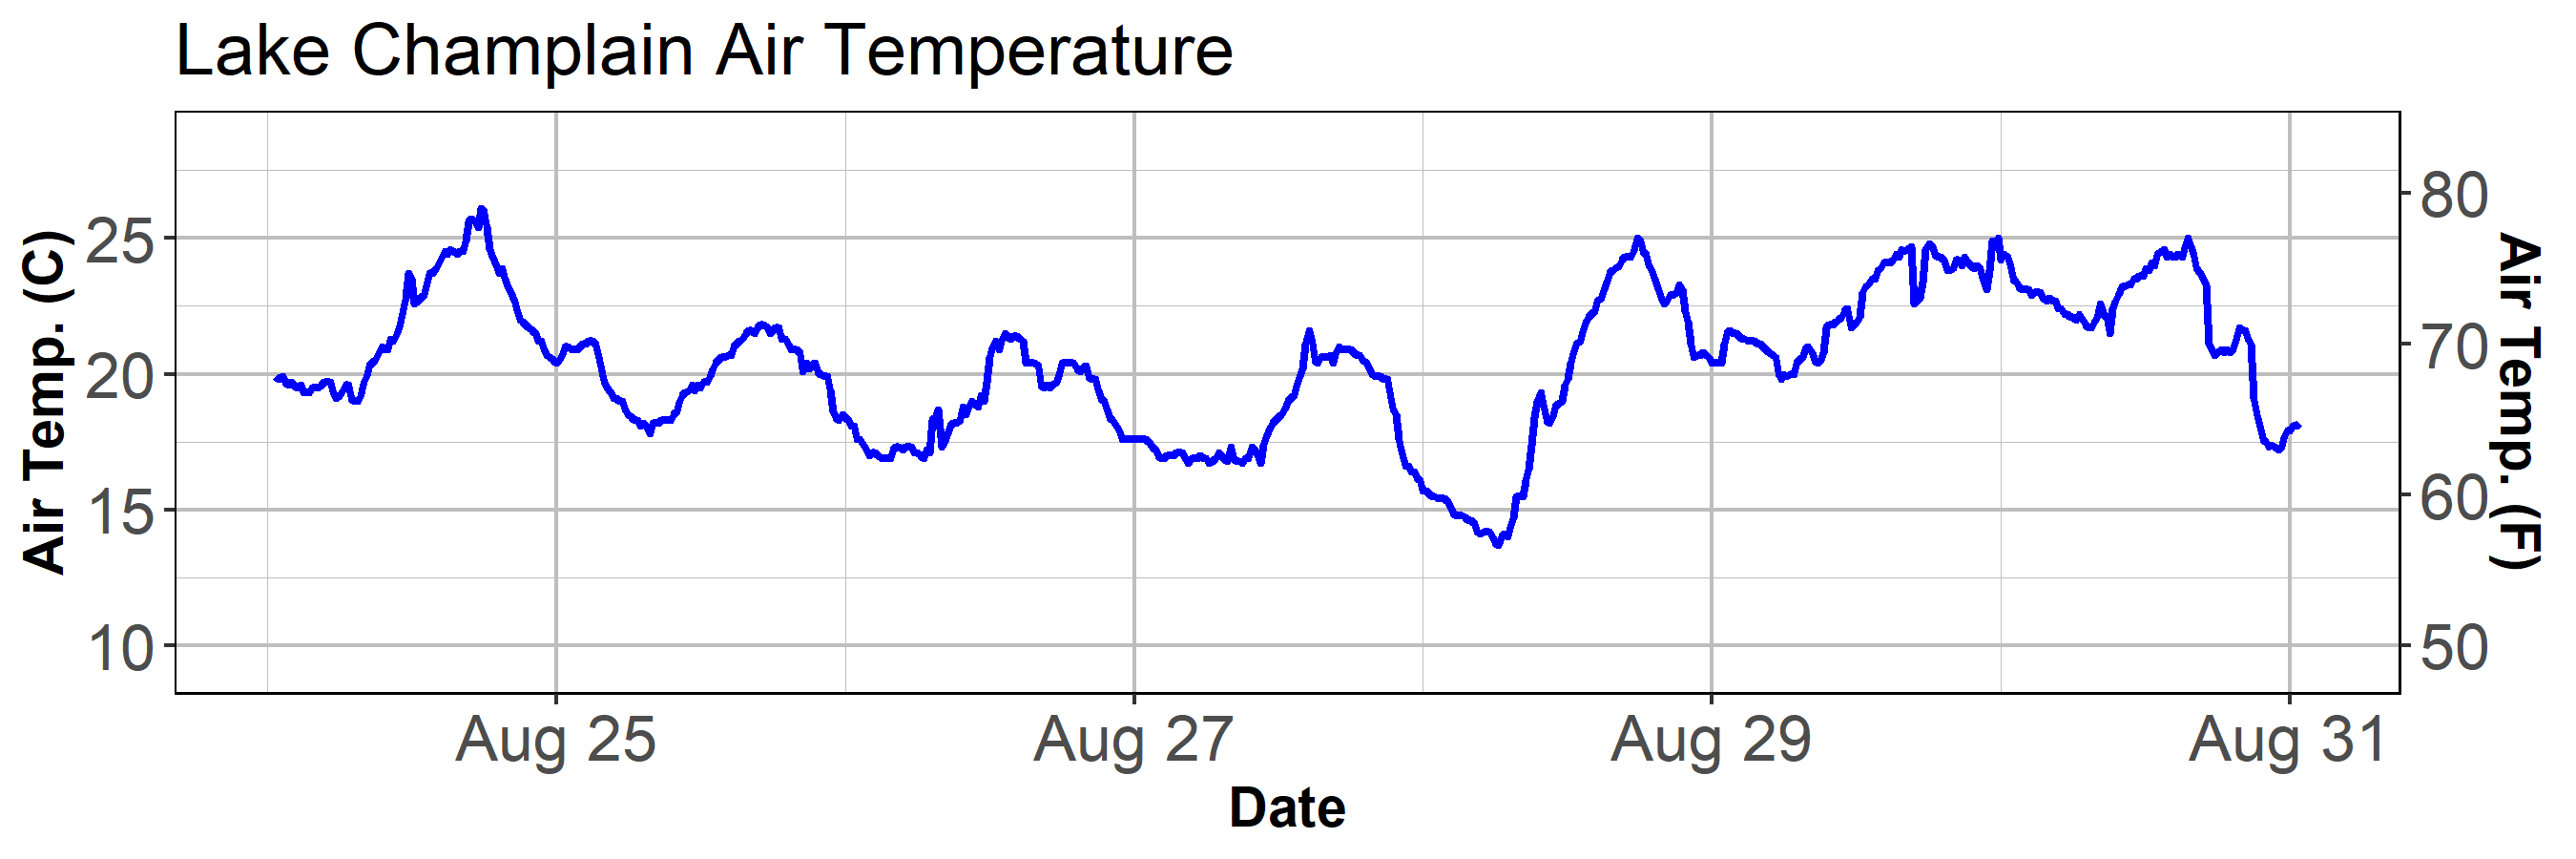 Lake Champlain Air Temperature
Air Temp. (C)
25
20
15
10
80
70
60
50
Air Temp. (F)
Aug 25
Aug 27
Aug 29
Aug 31
Date